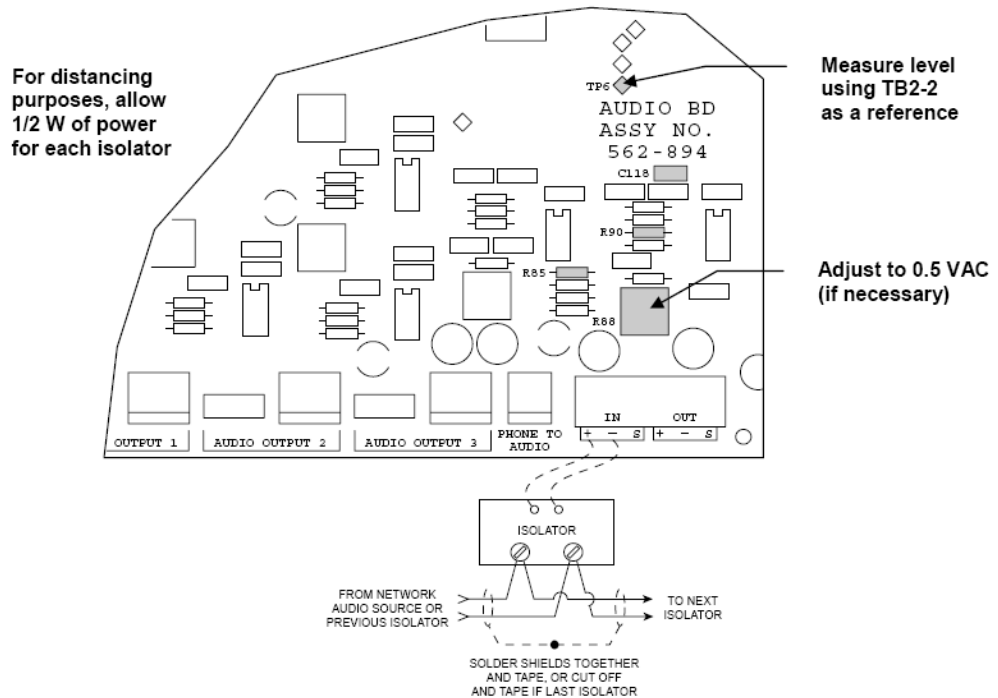 For distancing
purposes, allow
1/2 W of power
for each isolator
TP6
AUDIO BD
ASSY NO.
562-894
Measure level
using TB2-2
as a reference
C118
R90
R85
R88
Adjust to 0.5 VAC
(if necessary)
OUTPUT 1
AUDIO OUTPUT 2
AUDIO OUTPUT 3
PHONE TO
AUDIO
IN
OUT
+ - S + - S
ISOLATOR
FROM NETWORK
AUDIO SOURCE OR
PREVIOUS ISOLATOR
TO NEXT
ISOLATOR
SOLDER SHIELDS TOGETHER
AND TAPE, OR CUT OFF
AND TAPE IF LAST ISOLATOR